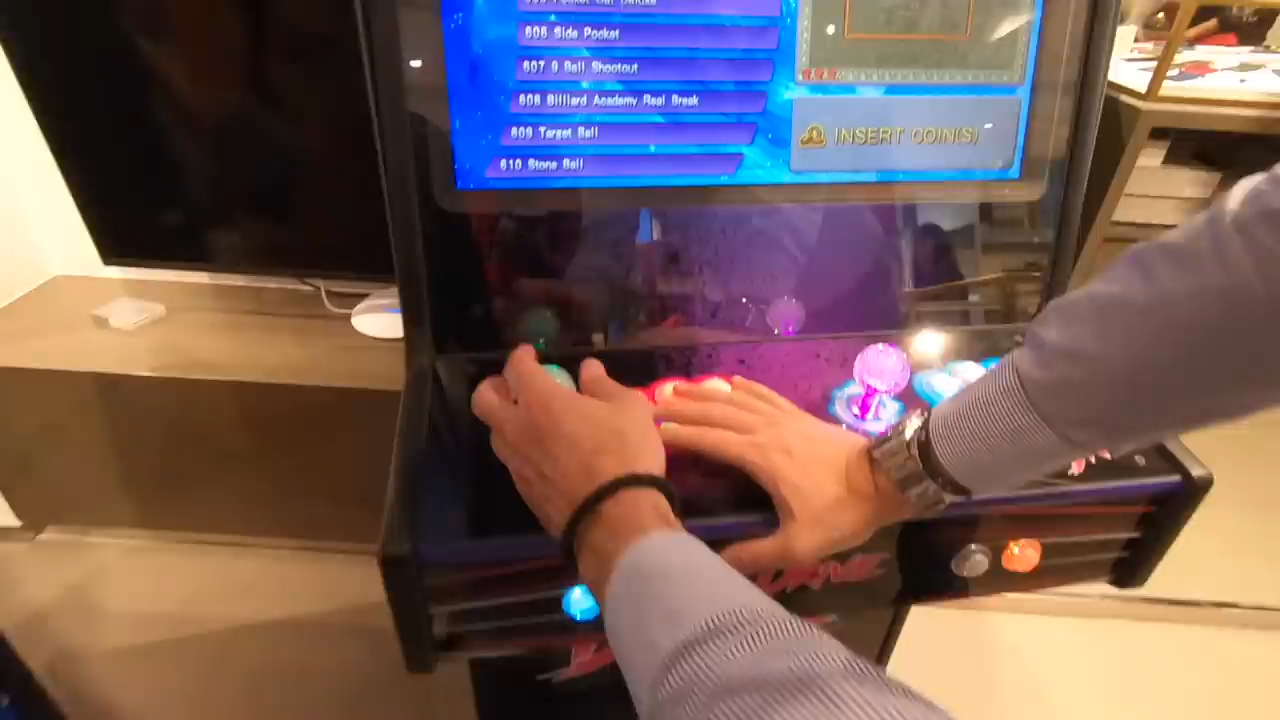 606 Side Pocket
607 9 Ball Shootout
608 Billiard Academy Real Break
609 Target Ball
610 Stone Ball
INSERT COIN(S)